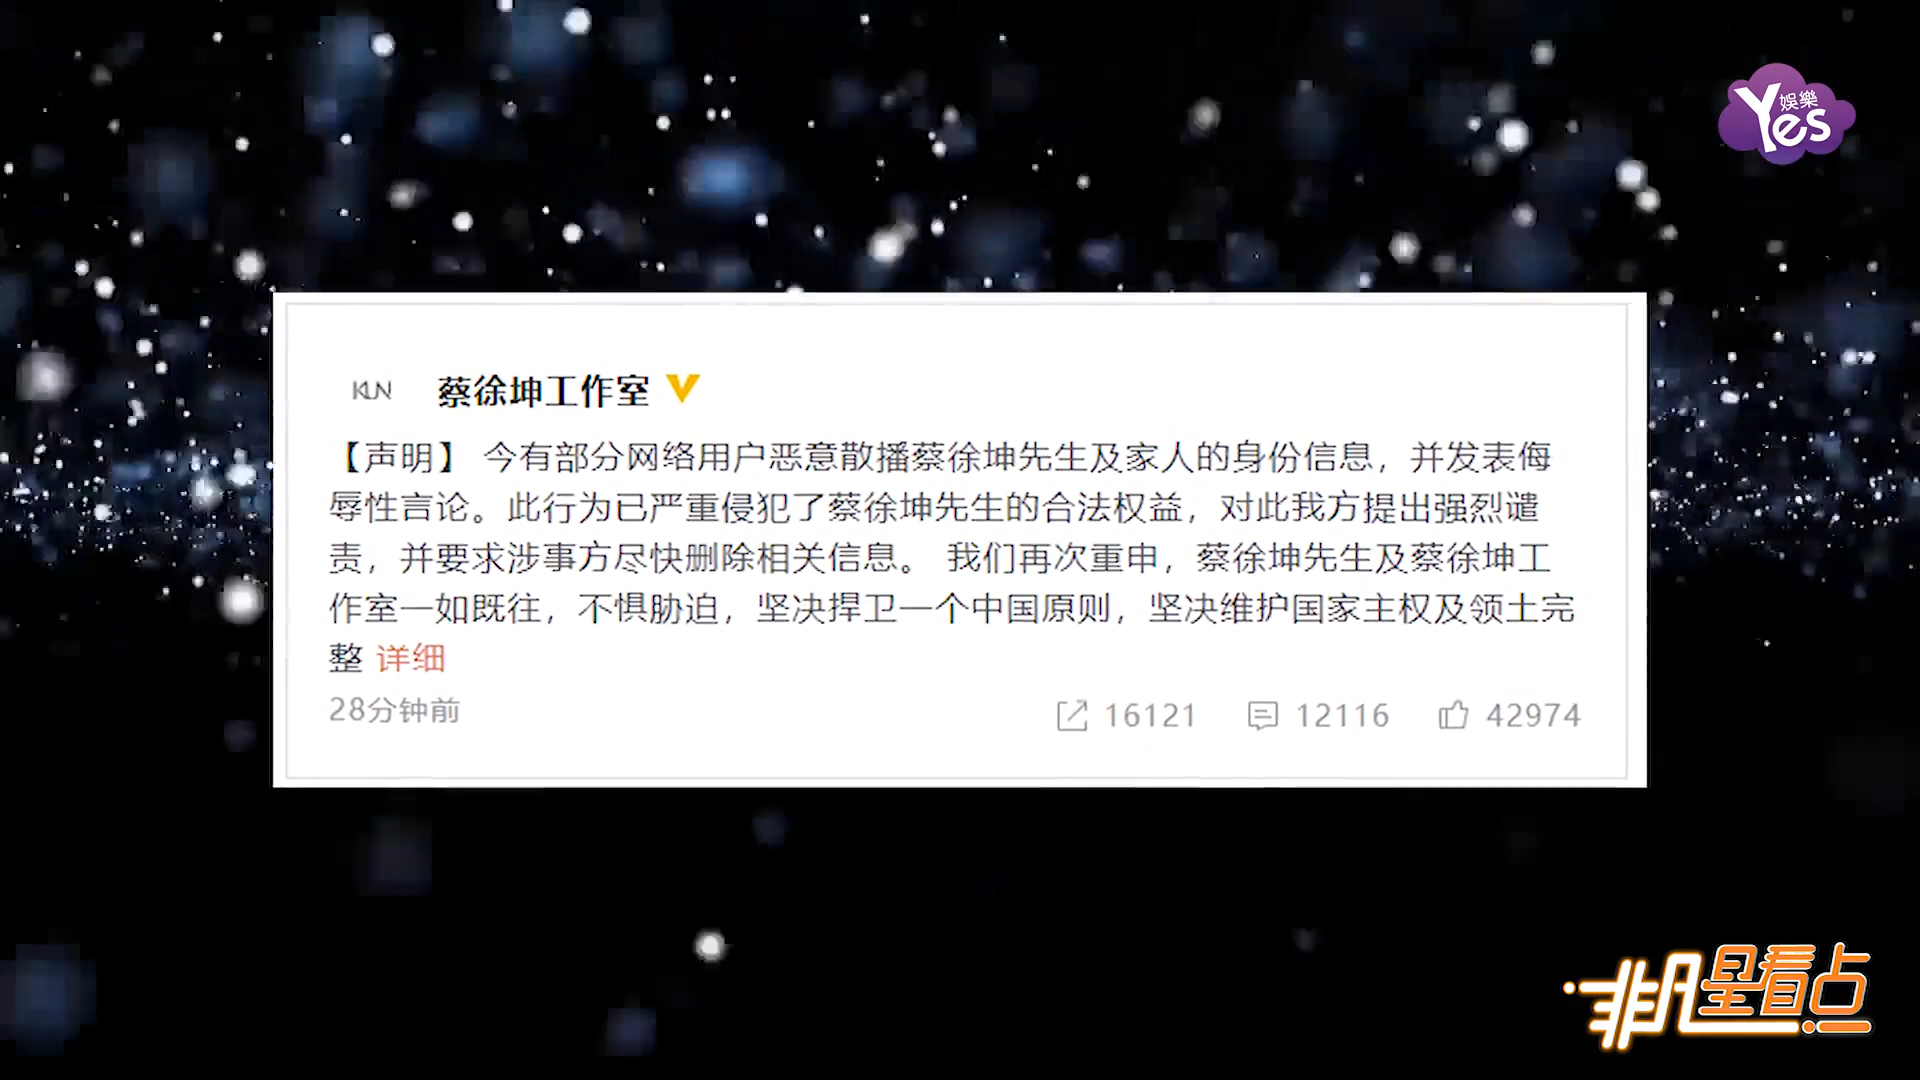 娛樂
Yes
KUN
蔡徐坤工作室
【声明】 今有部分网络用户恶意散播蔡徐坤先生及家人的身份信息，并发表侮
辱性言论。此行为已严重侵犯了蔡徐坤先生的合法权益，对此我方提出强烈谴
责，并要求涉事方尽快删除相关信息。 我们再次重申，蔡徐坤先生及蔡徐坤工
作室一如既往，不惧胁迫，坚决捍卫一个中国原则，坚决维护国家主权及领土完
整 详细
28分钟前
16121 12116 42974
非凡星看点